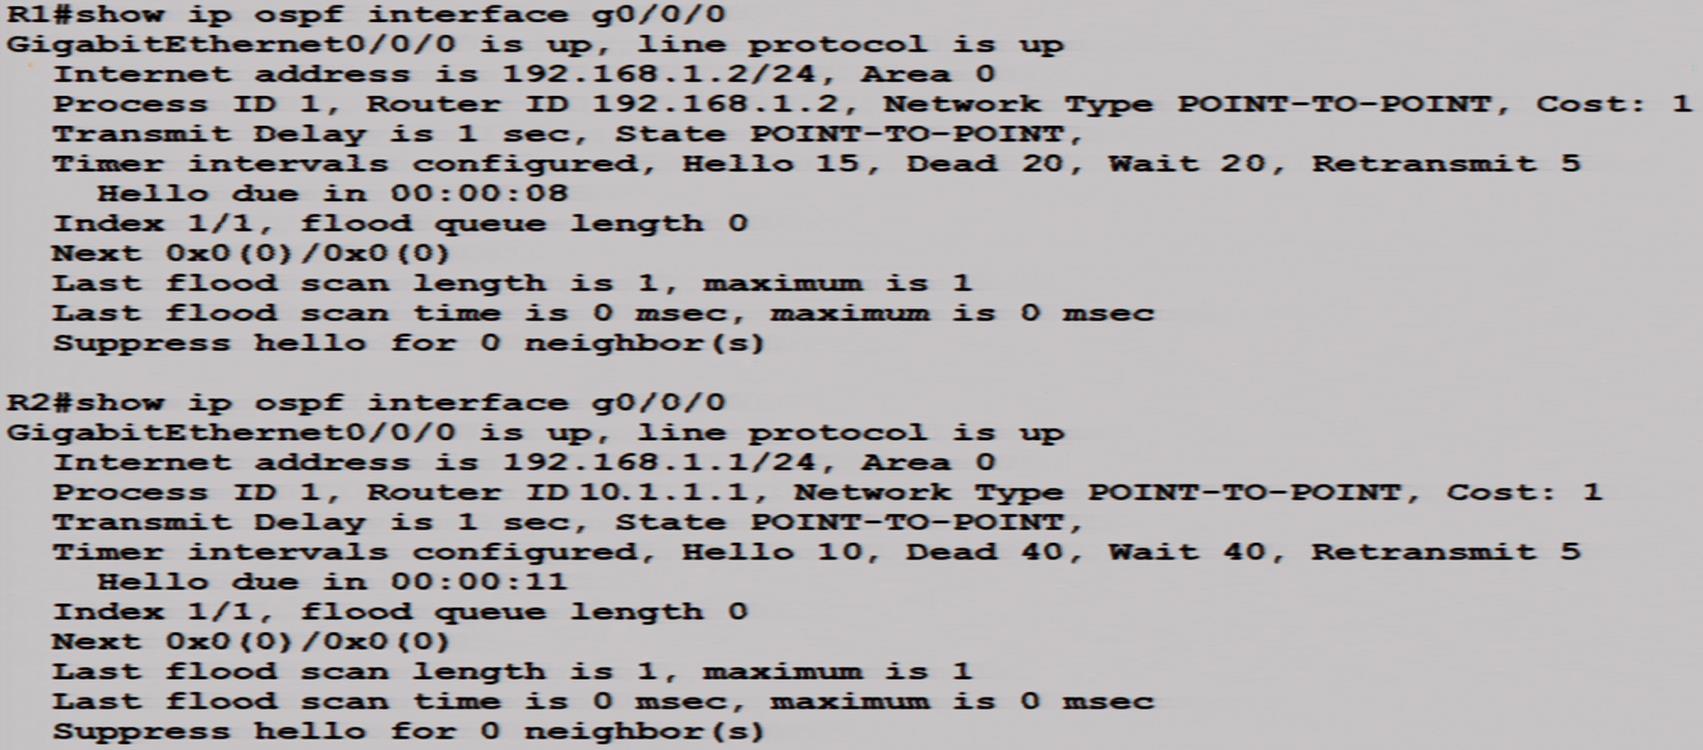 R1#show ip ospf interface g0/0/0
GigabitEthernet0/0/0 is up, line protocol is up
Internet address is 192.168.1.2/24, Area 0
Process ID 1, Router ID 192.168.1.2, Network Type POINT-TO-POINT, Cost: 1
Transmit Delay is 1 sec, State POINT-TO-POINT,
Timer intervals configured, Hello 15, Dead 20, Wait 20, Retransmit 5
Hello due in 00:00:08
Index 1/1, flood queue length 0
Next 0x0(0)/0x0(0)
Last flood scan length is 1, maximum is 1
Last flood scan time is 0 msec, maximum is 0 msec
Suppress hello for 0 neighbor(s)
R2#show ip ospf interface g0/0/0
GigabitEthernet0/0/0 is up, line protocol is up
Internet address is 192.168.1.1/24, Area 0
Process ID 1, Router ID 10.1.1.1, Network Type POINT-TO-POINT, Cost: 1
Transmit Delay is 1 sec, State POINT-TO-POINT,
Timer intervals configured, Hello 10, Dead 40, Wait 40, Retransmit 5
Hello due in 00:00:11
Index 1/1, flood queue length 0
Next 0x0(0)/0x0(0)
Last flood scan length is 1, maximum is 1
Last flood scan time is 0 msec, maximum is 0 msec
Suppress hello for 0 neighbor(s)